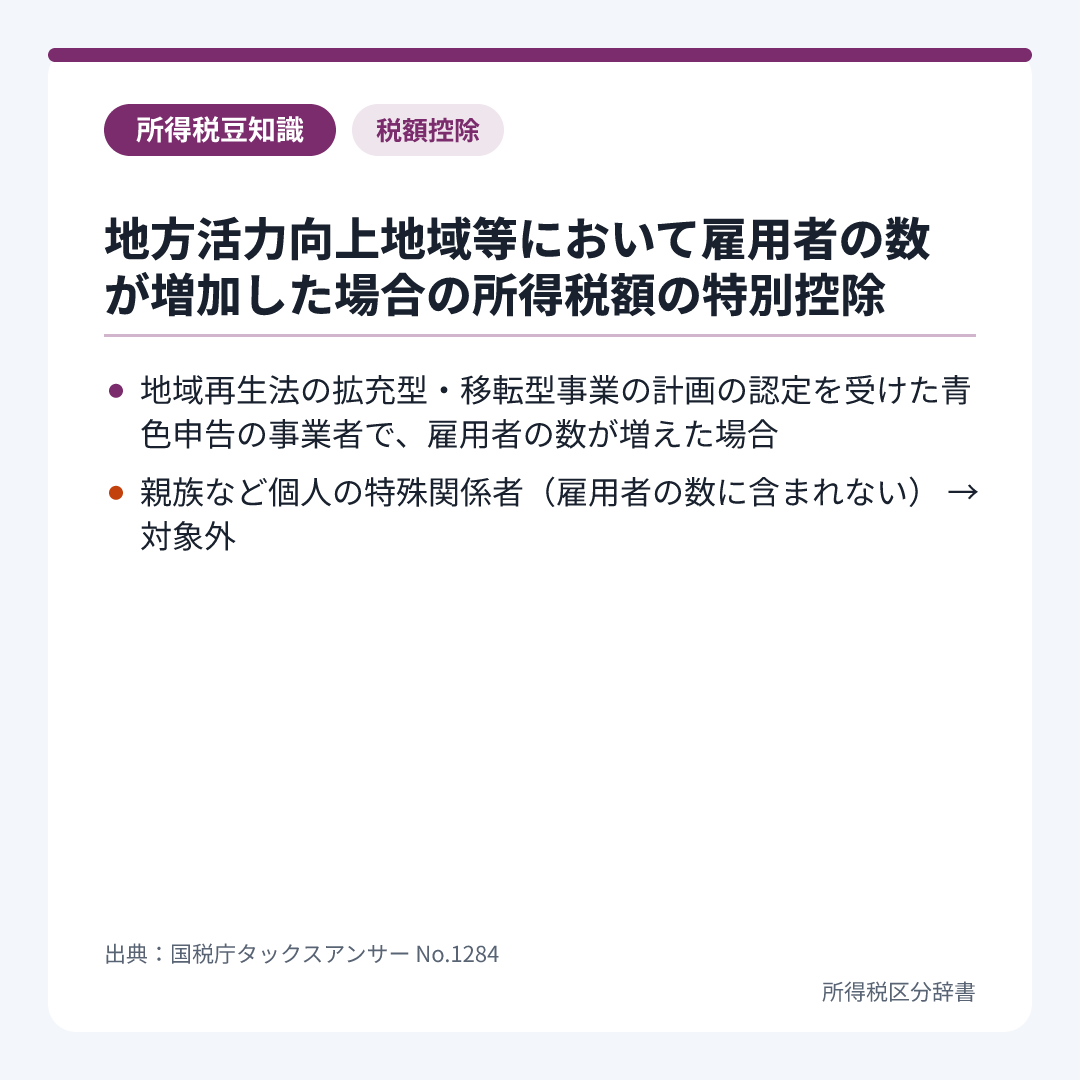 所得税豆知識
税額控除
地方活力向上地域等において雇用者の数
が増加した場合の所得税額の特別控除
地域再生法の拡充型・移転型事業の計画の認定を受けた青
色申告の事業者で、雇用者の数が増えた場合
親族など個人の特殊関係者（雇用者の数に含まれない） →
対象外
出典：国税庁タックスアンサー No.1284
所得税区分辞書